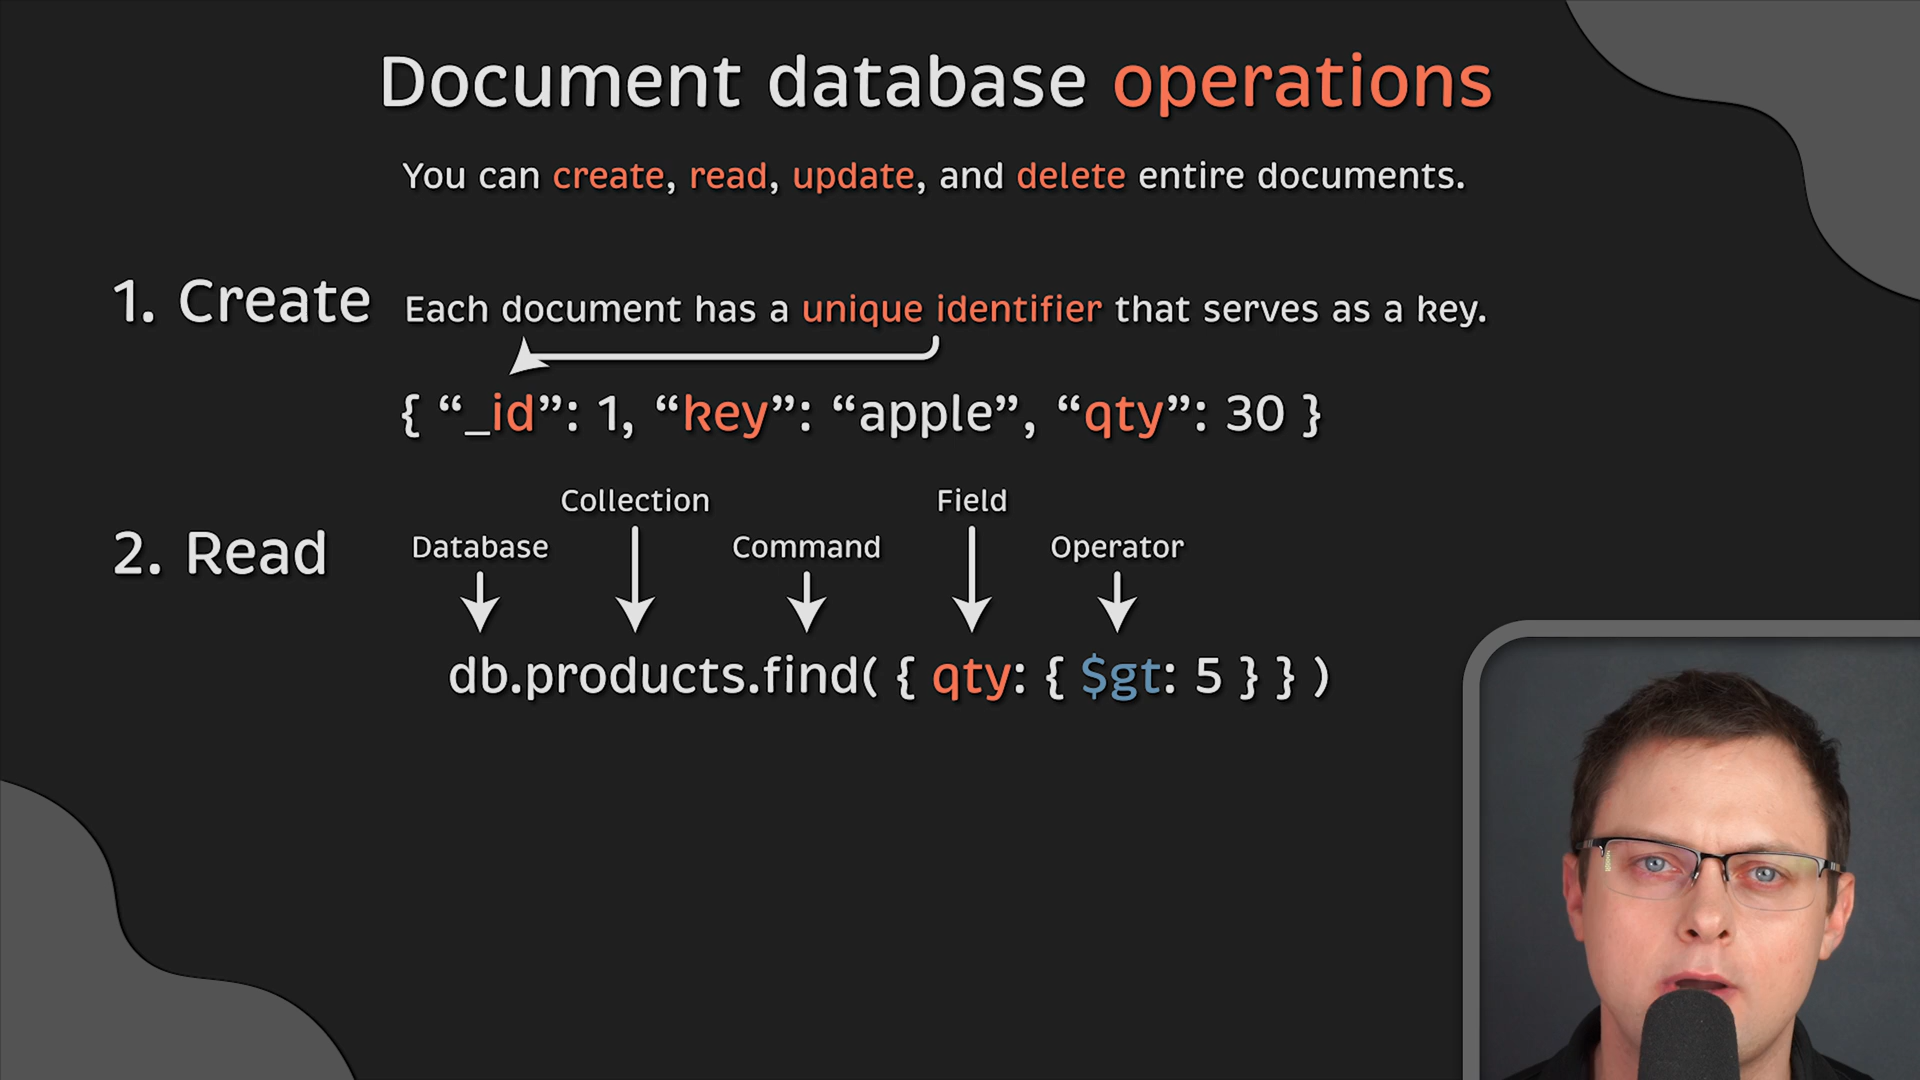 Document database operations
You can create, read, update, and delete entire documents.
1. Create
Each document has a unique identifier that serves as a key.
{ “_id”: 1, “key”: “apple”, “qty”: 30 }
2. Read
Database
Collection
Command
Field
Operator
db.products.find( { qty: { $gt: 5 } } )